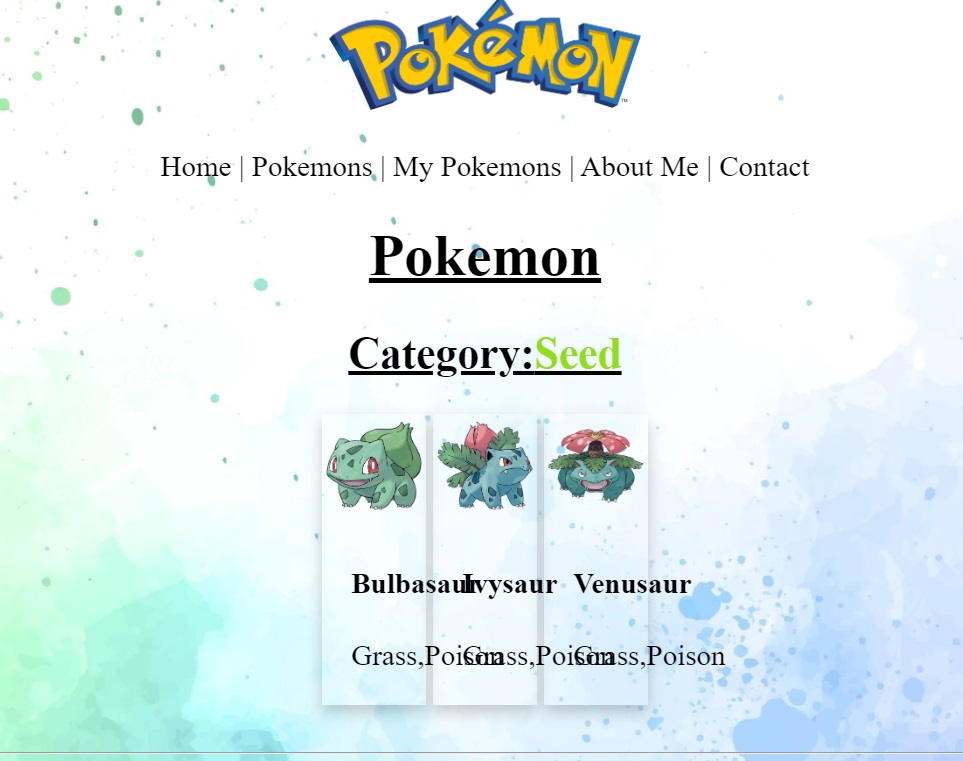 POKéMON
™
Home | Pokemons | My Pokemons | About Me | Contact
Pokemon
Category:Seed
Bulbasaur Ivysaur Venusaur
Grass,Poison Grass,Poison Grass,Poison